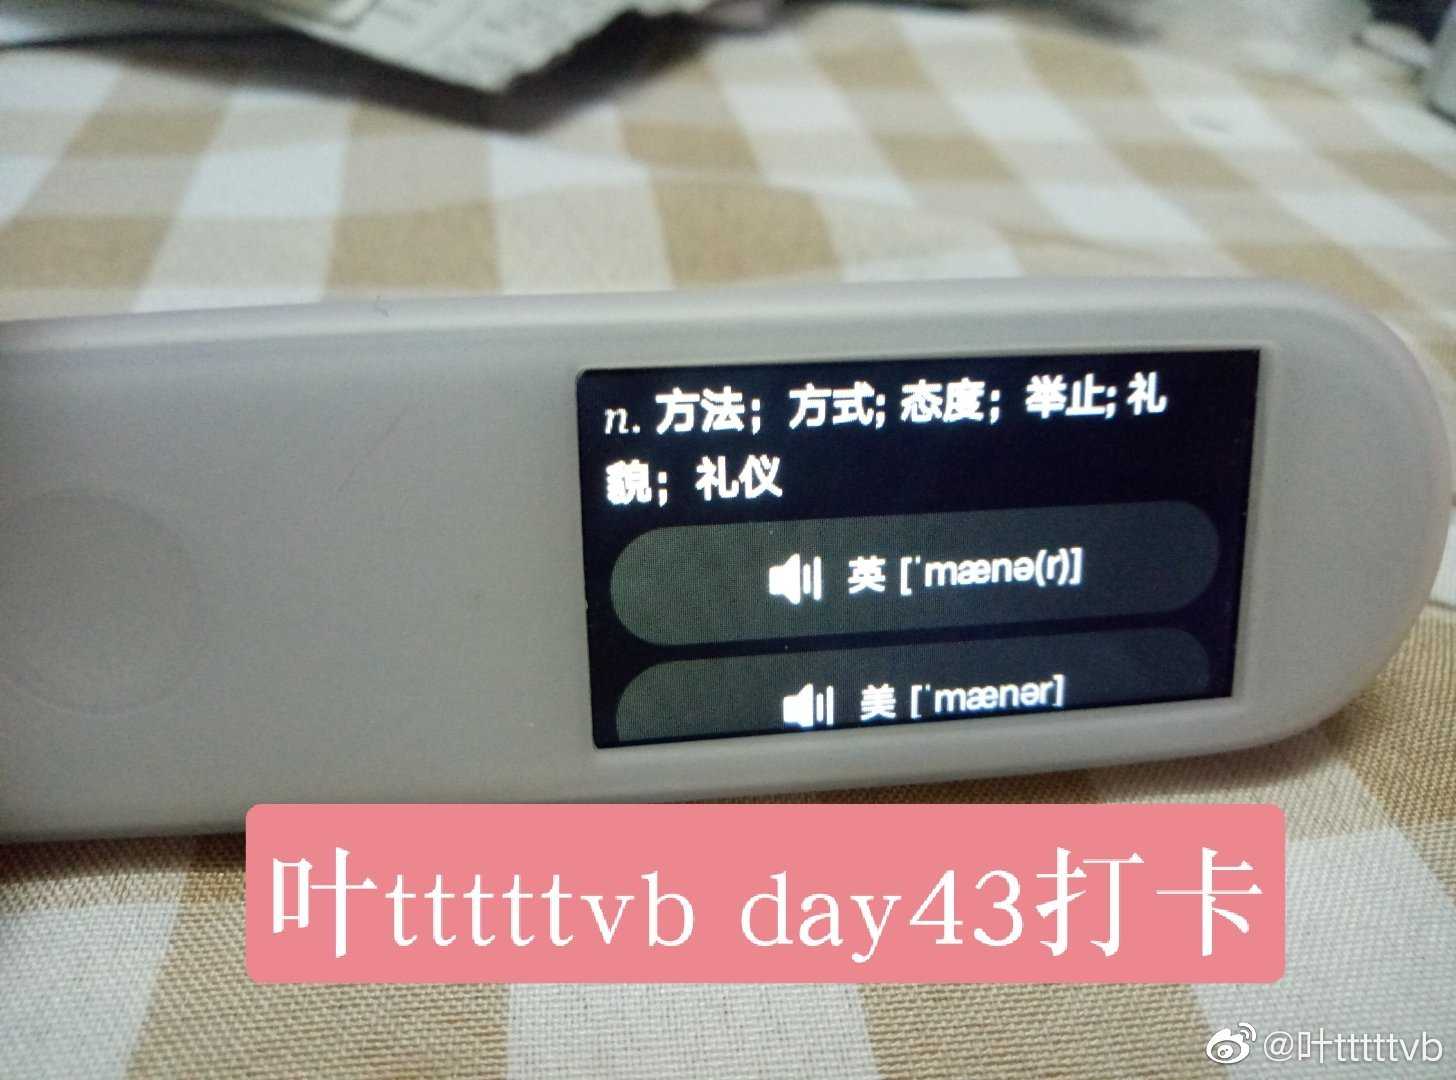 n. 方法；方式; 态度；举止; 礼
貌；礼仪
英 [ˈmænə(r)]
美 [ˈmænər]
叶tttttvb day43打卡
@叶tttttvb